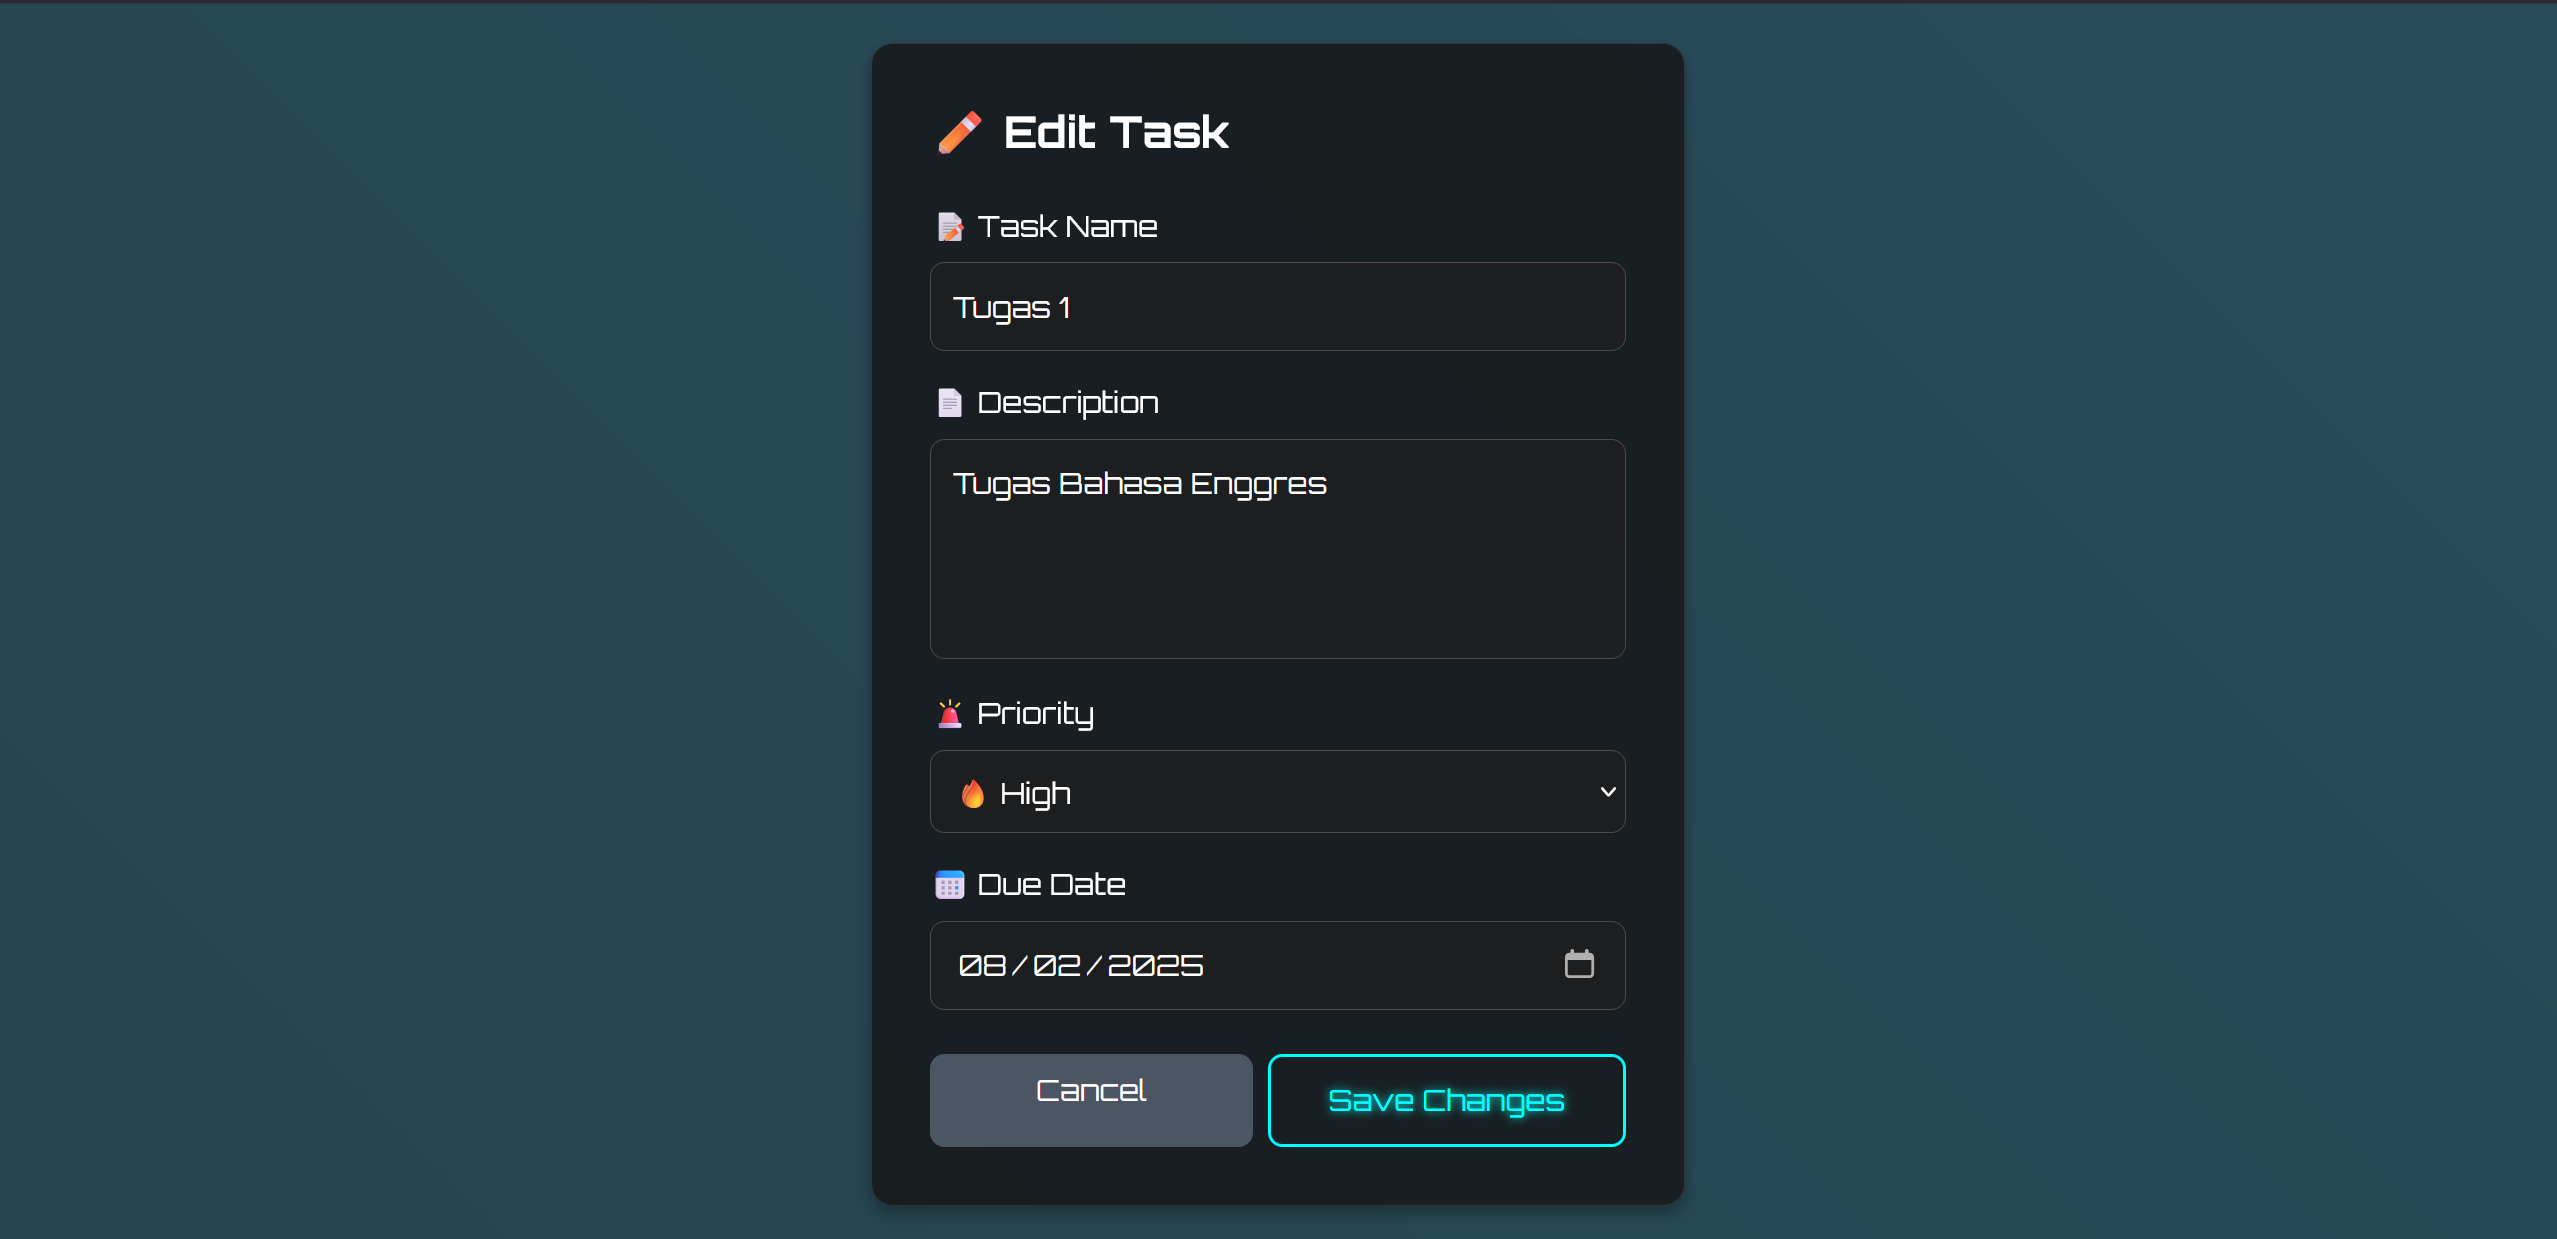 Edit Task
Task Name
Tugas 1
Description
Tugas Bahasa Enggres
Priority
High
Due Date
08/02/2025
Cancel
Save Changes